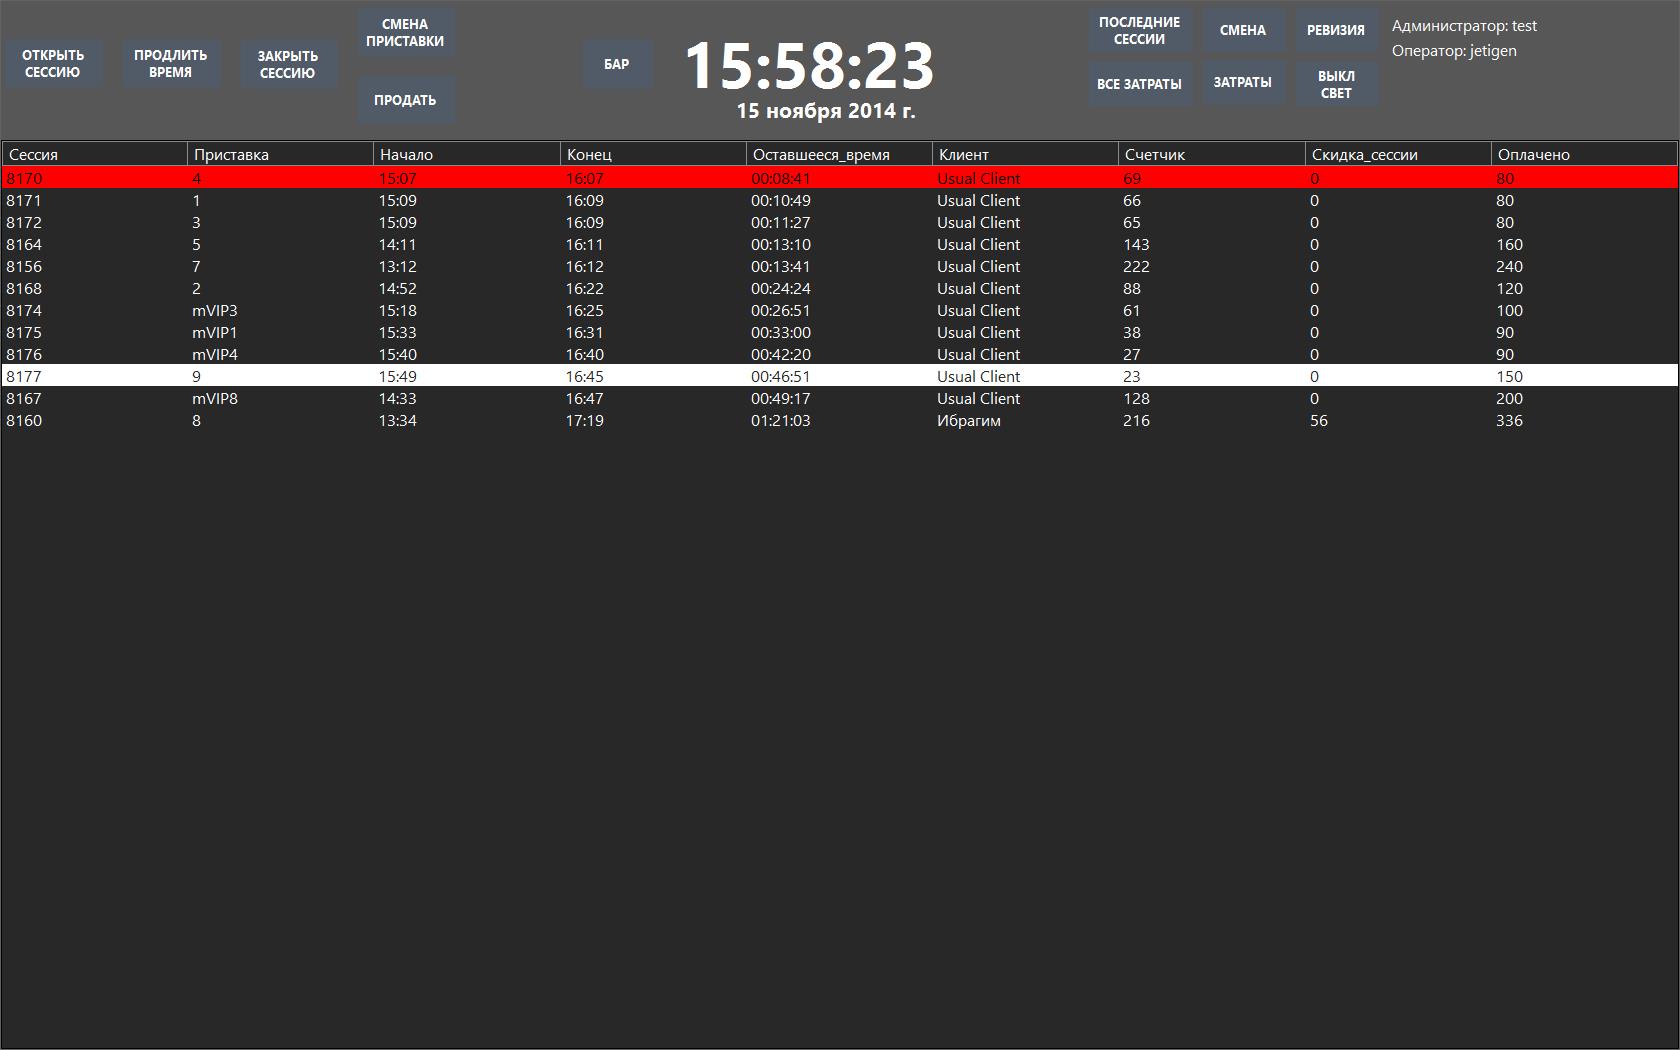 ОТКРЫТЬ
СЕССИЮ
ПРОДЛИТЬ
ВРЕМЯ
ЗАКРЫТЬ
СЕССИЮ
СМЕНА
ПРИСТАВКИ
ПРОДАТЬ
БАР
15:58:23
15 ноября 2014 г.
ПОСЛЕДНИЕ
СЕССИИ
СМЕНА
РЕВИЗИЯ
ВСЕ ЗАТРАТЫ
ЗАТРАТЫ
ВЫКЛ
СВЕТ
Администратор: test
Оператор: jetigen
Сессия Приставка Начало Конец Оставшееся_время Клиент Счетчик Скидка_сессии Оплачено
8170 4 15:07 16:07 00:08:41 Usual Client 69 0 80
8171 1 15:09 16:09 00:10:49 Usual Client 66 0 80
8172 3 15:09 16:09 00:11:27 Usual Client 65 0 80
8164 5 14:11 16:11 00:13:10 Usual Client 143 0 160
8156 7 13:12 16:12 00:13:41 Usual Client 222 0 240
8168 2 14:52 16:22 00:24:24 Usual Client 88 0 120
8174 mVIP3 15:18 16:25 00:26:51 Usual Client 61 0 100
8175 mVIP1 15:33 16:31 00:33:00 Usual Client 38 0 90
8176 mVIP4 15:40 16:40 00:42:20 Usual Client 27 0 90
8177 9 15:49 16:45 00:46:51 Usual Client 23 0 150
8167 mVIP8 14:33 16:47 00:49:17 Usual Client 128 0 200
8160 8 13:34 17:19 01:21:03 Ибрагим 216 56 336